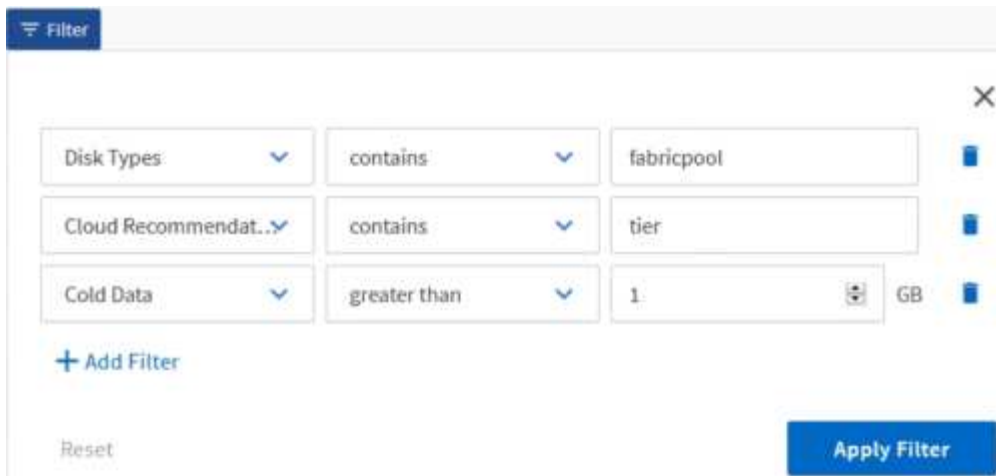 Filter
Disk Types contains fabricpool
Cloud Recommendat... contains tier
Cold Data greater than 1 GB
+ Add Filter
Reset Apply Filter